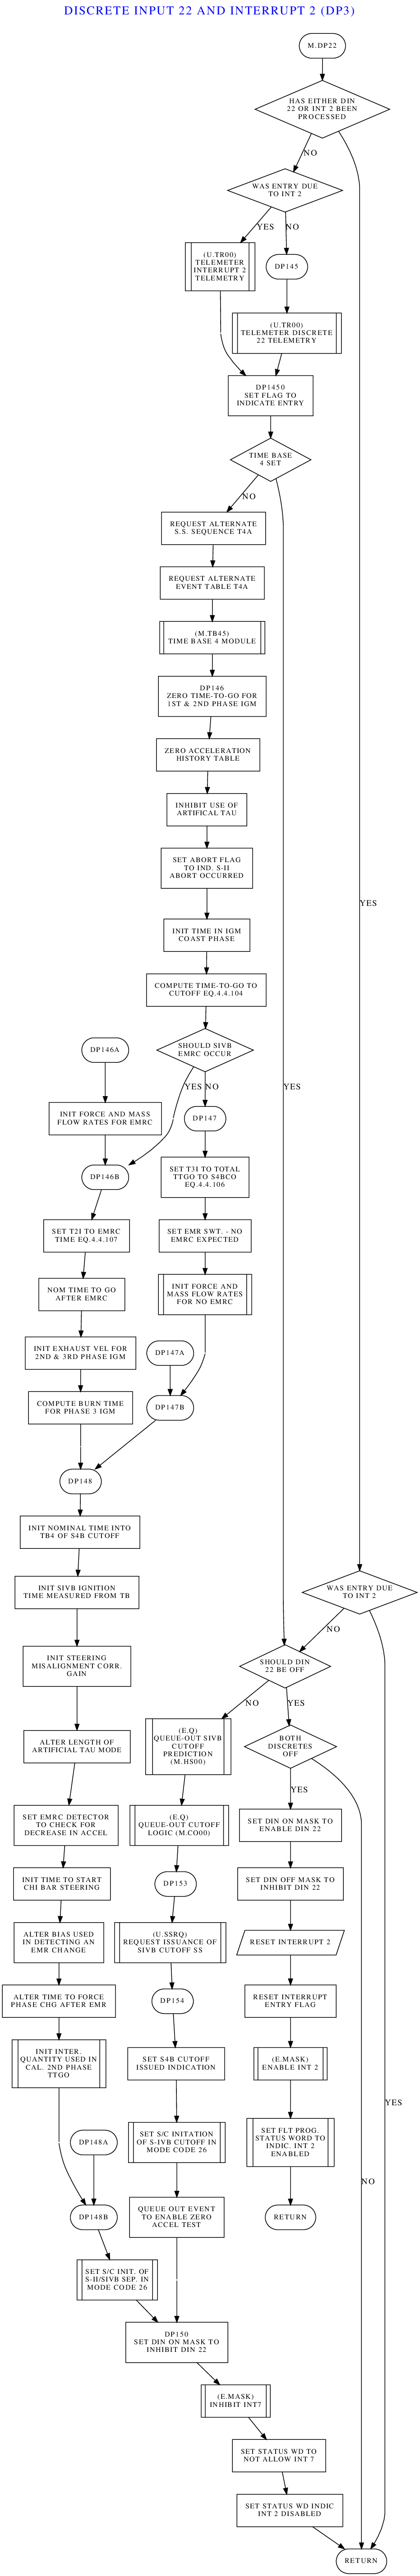 DISCRETE INPUT 22 AND INTERRUPT 2 (DP3)
M.DP22
HAS EITHER DIN
22 OR INT 2 BEEN
PROCESSED
NO
WAS ENTRY DUE
TO INT 2
YES
NO
(U.TR00)
TELEMETER
INTERRUPT 2
TELEMETRY
DP145
(U.TR00)
TELEMETER DISCRETE
22 TELEMETRY
DP1450
SET FLAG TO
INDICATE ENTRY
TIME BASE
4 SET
NO
REQUEST ALTERNATE
S.S. SEQUENCE T4A
REQUEST ALTERNATE
EVENT TABLE T4A
(M.TB45)
TIME BASE 4 MODULE
DP146
ZERO TIME-TO-GO FOR
1ST & 2ND PHASE IGM
ZERO ACCELERATION
HISTORY TABLE
INHIBIT USE OF
ARTIFICAL TAU
SET ABORT FLAG
TO IND. S-II
ABORT OCCURRED
YES
INIT TIME IN IGM
COAST PHASE
COMPUTE TIME-TO-GO TO
CUTOFF EQ.4.4.104
DP146A
SHOULD SIVB
EMRC OCCUR
YES
NO
YES
INIT FORCE AND MASS
FLOW RATES FOR EMRC
DP147
DP146B
SET T3I TO TOTAL
TTGO TO S4BCO
EQ.4.4.106
SET T2I TO EMRC
TIME EQ.4.4.107
SET EMR SWT. - NO
EMRC EXPECTED
NOM TIME TO GO
AFTER EMRC
INIT FORCE AND
MASS FLOW RATES
FOR NO EMRC
INIT EXHAUST VEL FOR
2ND & 3RD PHASE IGM
DP147A
COMPUTE BURN TIME
FOR PHASE 3 IGM
DP147B
DP148
INIT NOMINAL TIME INTO
TB4 OF S4B CUTOFF
INIT SIVB IGNITION
TIME MEASURED FROM TB
WAS ENTRY DUE
TO INT 2
NO
INIT STEERING
MISALIGNMENT CORR.
GAIN
SHOULD DIN
22 BE OFF
NO
YES
ALTER LENGTH OF
ARTIFICIAL TAU MODE
(E.Q)
QUEUE-OUT SIVB
CUTOFF
PREDICTION
(M.HS00)
BOTH
DISCRETES
OFF
YES
SET EMRC DETECTOR
TO CHECK FOR
DECREASE IN ACCEL
(E.Q)
QUEUE-OUT CUTOFF
LOGIC (M.CO00)
SET DIN ON MASK TO
ENABLE DIN 22
INIT TIME TO START
CHI BAR STEERING
DP153
SET DIN OFF MASK TO
INHIBIT DIN 22
ALTER BIAS USED
IN DETECTING AN
EMR CHANGE
(U.SSRQ)
REQUEST ISSUANCE OF
SIVB CUTOFF SS
RESET INTERRUPT 2
ALTER TIME TO FORCE
PHASE CHG AFTER EMR
DP154
RESET INTERRUPT
ENTRY FLAG
INIT INTER.
QUANTITY USED IN
CAL. 2ND PHASE
TTGO
SET S4B CUTOFF
ISSUED INDICATION
(E.MASK)
ENABLE INT 2
YES
DP148A
SET S/C INITATION
OF S-IVB CUTOFF IN
MODE CODE 26
SET FLT PROG.
STATUS WORD TO
INDIC. INT 2
ENABLED
NO
DP148B
QUEUE OUT EVENT
TO ENABLE ZERO
ACCEL TEST
RETURN
SET S/C INIT. OF
S-II/SIVB SEP. IN
MODE CODE 26
DP150
SET DIN ON MASK TO
INHIBIT DIN 22
(E.MASK)
INHIBIT INT7
SET STATUS WD TO
NOT ALLOW INT 7
SET STATUS WD INDIC
INT 2 DISABLED
RETURN